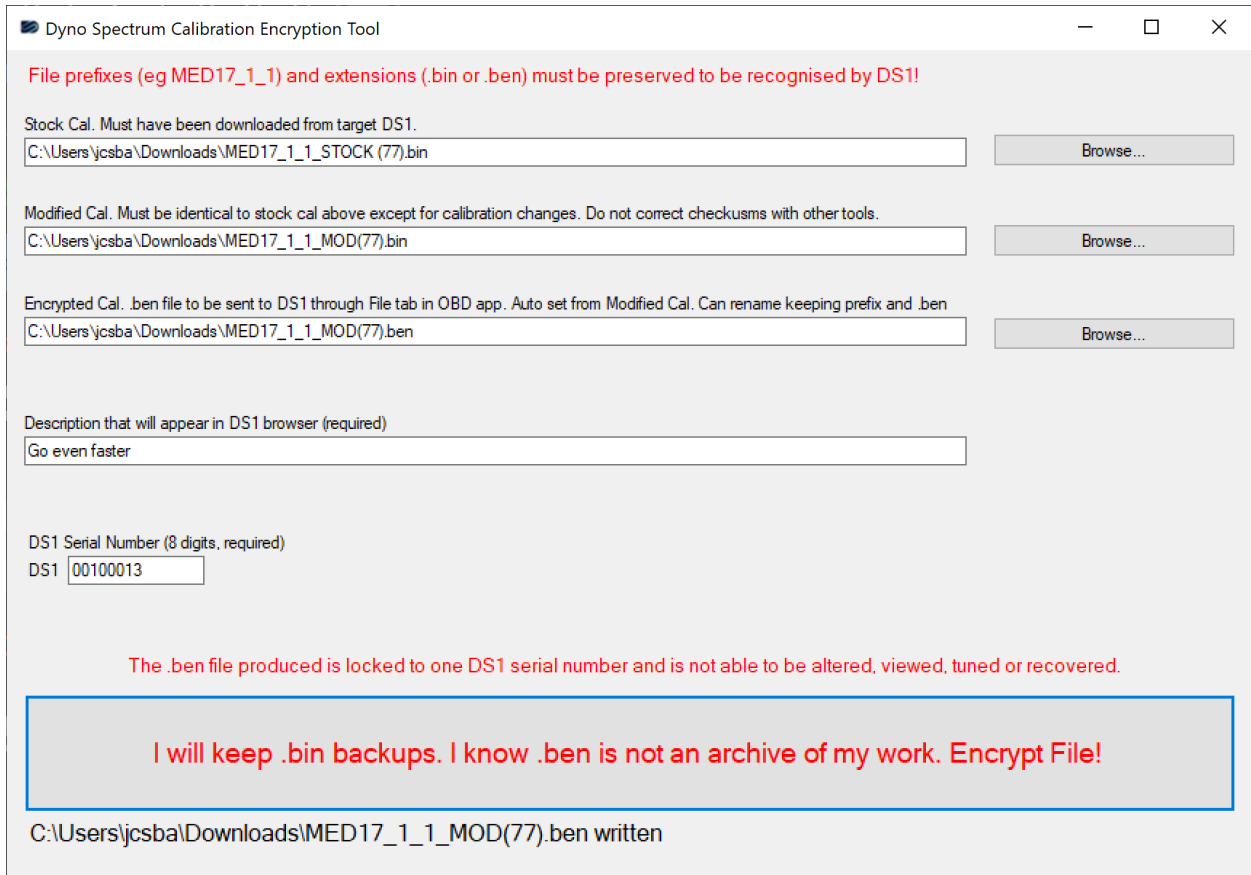 Dyno Spectrum Calibration Encryption Tool
File prefixes (eg MED17_1_1) and extensions (.bin or .ben) must be preserved to be recognised by DS1!
Stock Cal. Must have been downloaded from target DS1.
C:\Users\jcsba\Downloads\MED17_1_1_STOCK (77).bin
Browse...
Modified Cal. Must be identical to stock cal above except for calibration changes. Do not correct checkusms with other tools.
C:\Users\jcsba\Downloads\MED17_1_1_MOD(77).bin
Browse...
Encrypted Cal. .ben file to be sent to DS1 through File tab in OBD app. Auto set from Modified Cal. Can rename keeping prefix and .ben
C:\Users\jcsba\Downloads\MED17_1_1_MOD(77).ben
Browse...
Description that will appear in DS1 browser (required)
Go even faster
DS1 Serial Number (8 digits, required)
DS1 00100013
The .ben file produced is locked to one DS1 serial number and is not able to be altered, viewed, tuned or recovered.
I will keep .bin backups. I know .ben is not an archive of my work. Encrypt File!
C:\Users\jcsba\Downloads\MED17_1_1_MOD(77).ben written